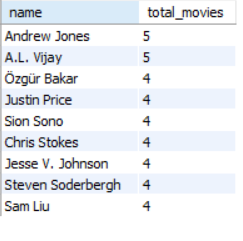 name total_movies
Andrew Jones 5
A.L. Vijay 5
Özgür Bakar 4
Justin Price 4
Sion Sono 4
Chris Stokes 4
Jesse V. Johnson 4
Steven Soderbergh 4
Sam Liu 4